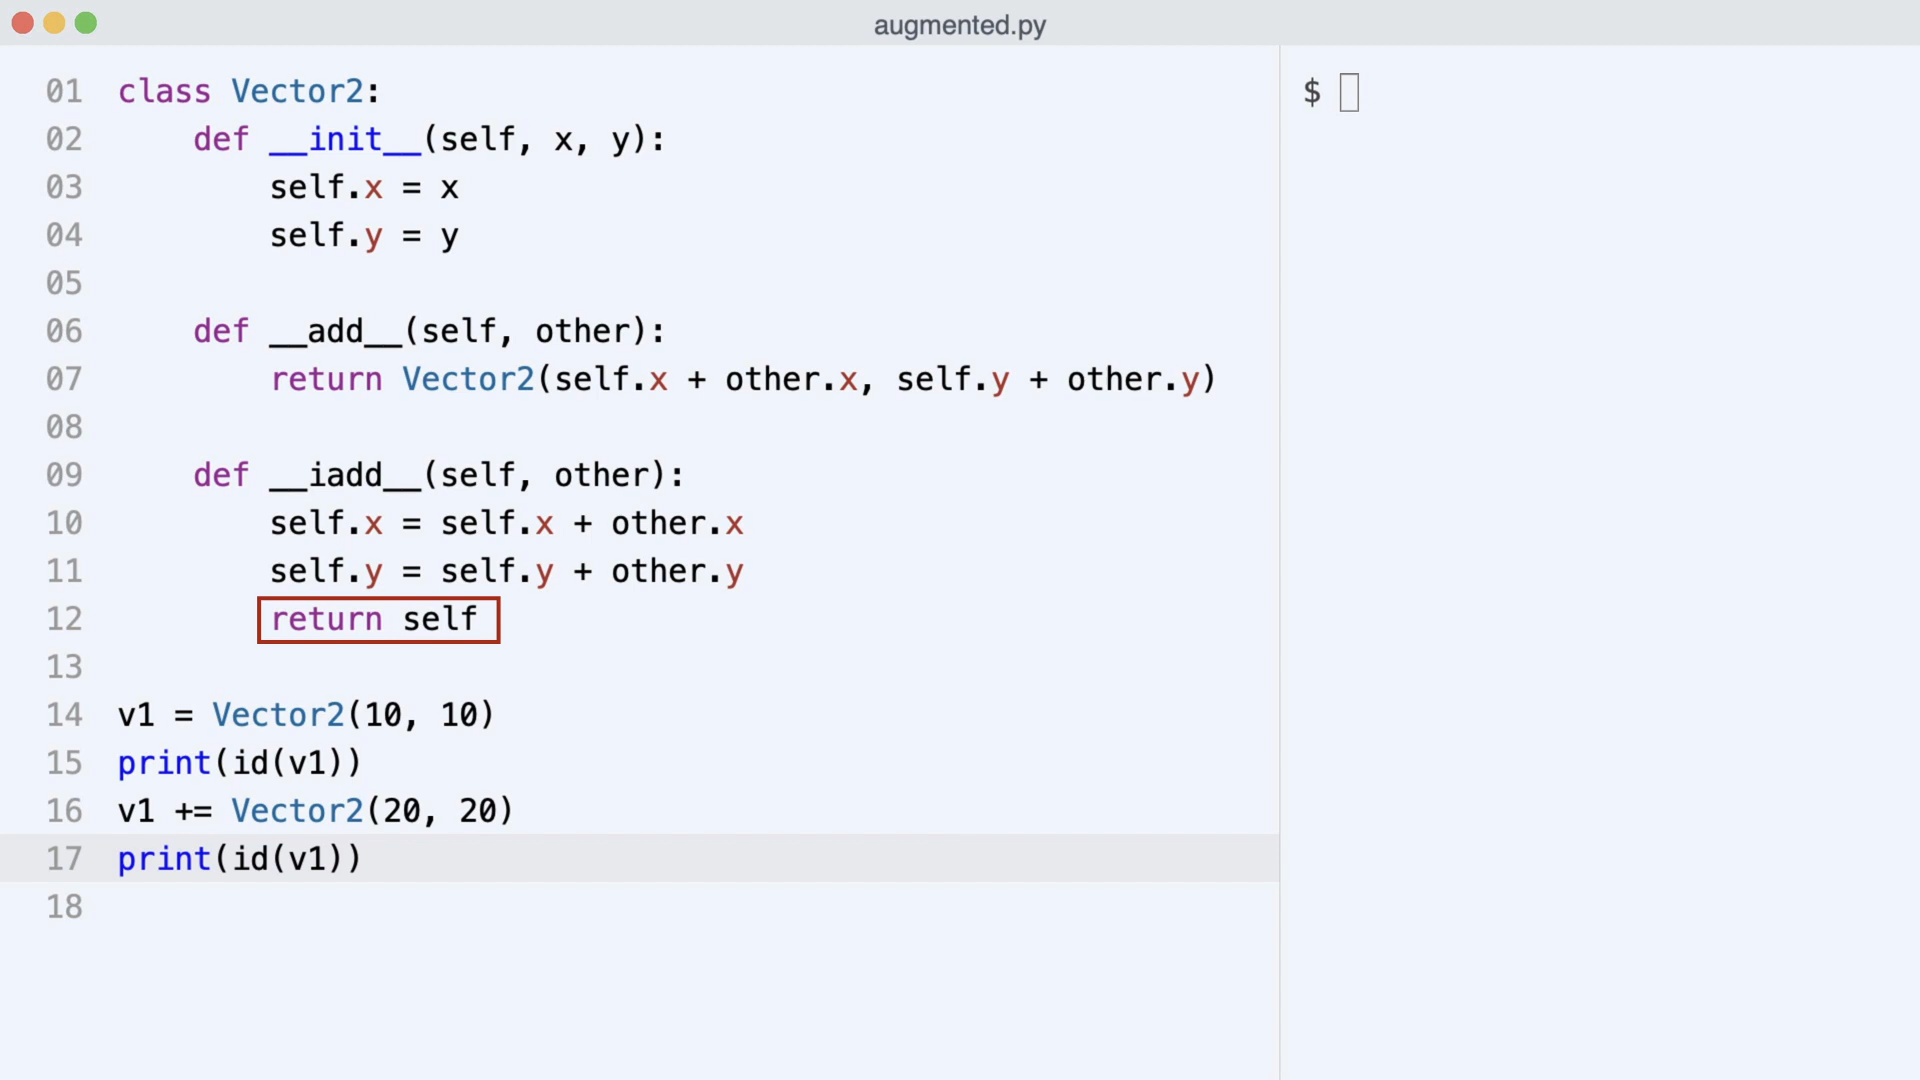 augmented.py
01 class Vector2:
02     def __init__(self, x, y):
03         self.x = x
04         self.y = y
05
06     def __add__(self, other):
07         return Vector2(self.x + other.x, self.y + other.y)
08
09     def __iadd__(self, other):
10         self.x = self.x + other.x
11         self.y = self.y + other.y
12         return self
13
14 v1 = Vector2(10, 10)
15 print(id(v1))
16 v1 += Vector2(20, 20)
17 print(id(v1))
18
$